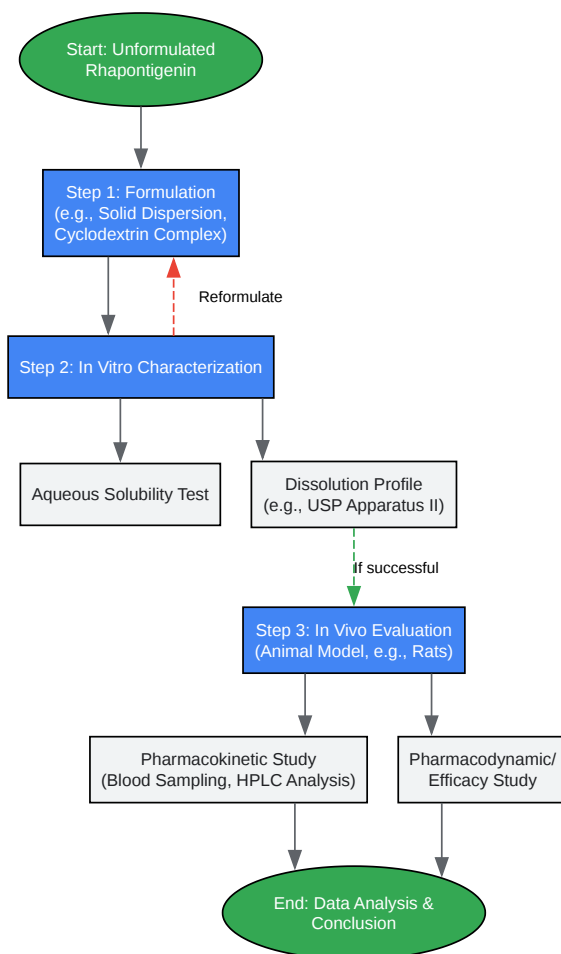 Start: Unformulated
Rhapontigenin
Step 1: Formulation
(e.g., Solid Dispersion,
Cyclodextrin Complex)
Reformulate
Step 2: In Vitro Characterization
Aqueous Solubility Test
Dissolution Profile
(e.g., USP Apparatus II)
If successful
Step 3: In Vivo Evaluation
(Animal Model, e.g., Rats)
Pharmacokinetic Study
(Blood Sampling, HPLC Analysis)
Pharmacodynamic/
Efficacy Study
End: Data Analysis &
Conclusion